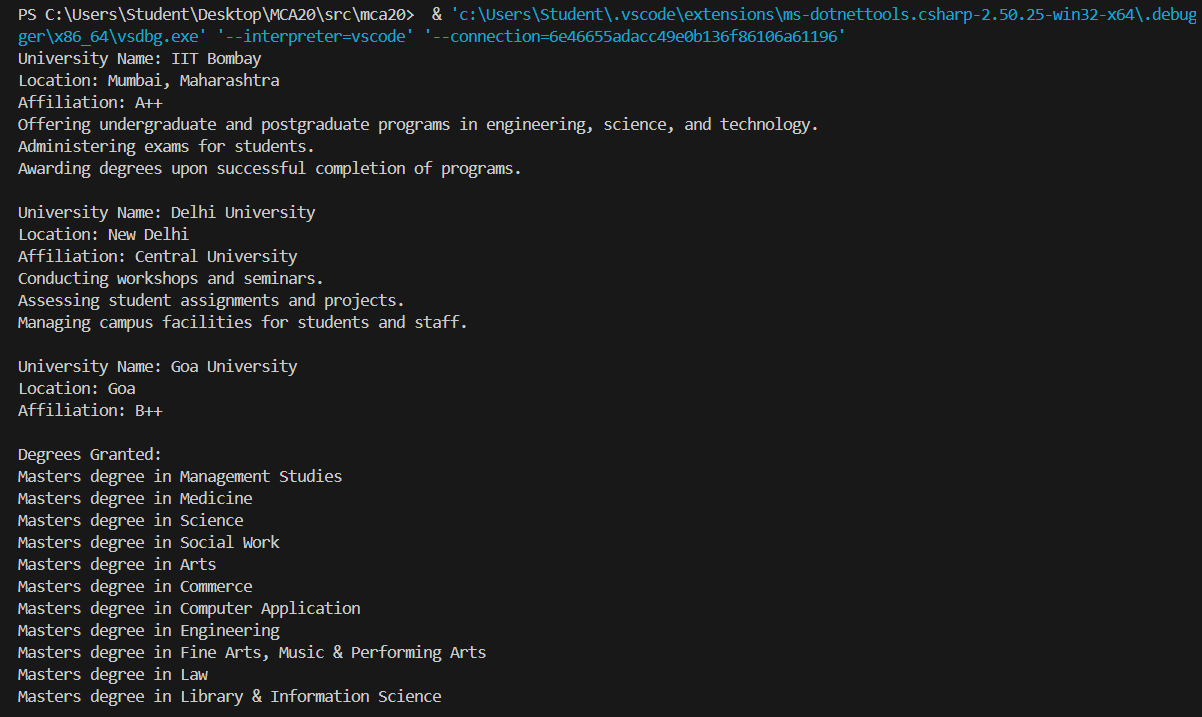 PS C:\Users\Student\Desktop\MCA20\src\mca20>  & 'c:\Users\Student\.vscode\extensions\ms-dotnettools.csharp-2.50.25-win32-x64\.debug
ger\x86_64\vsdbg.exe' '--interpreter=vscode' '--connection=6e46655adacc49e0b136f86106a61196'
University Name: IIT Bombay
Location: Mumbai, Maharashtra
Affiliation: A++
Offering undergraduate and postgraduate programs in engineering, science, and technology.
Administering exams for students.
Awarding degrees upon successful completion of programs.
University Name: Delhi University
Location: New Delhi
Affiliation: Central University
Conducting workshops and seminars.
Assessing student assignments and projects.
Managing campus facilities for students and staff.
University Name: Goa University
Location: Goa
Affiliation: B++
Degrees Granted:
Masters degree in Management Studies
Masters degree in Medicine
Masters degree in Science
Masters degree in Social Work
Masters degree in Arts
Masters degree in Commerce
Masters degree in Computer Application
Masters degree in Engineering
Masters degree in Fine Arts, Music & Performing Arts
Masters degree in Law
Masters degree in Library & Information Science